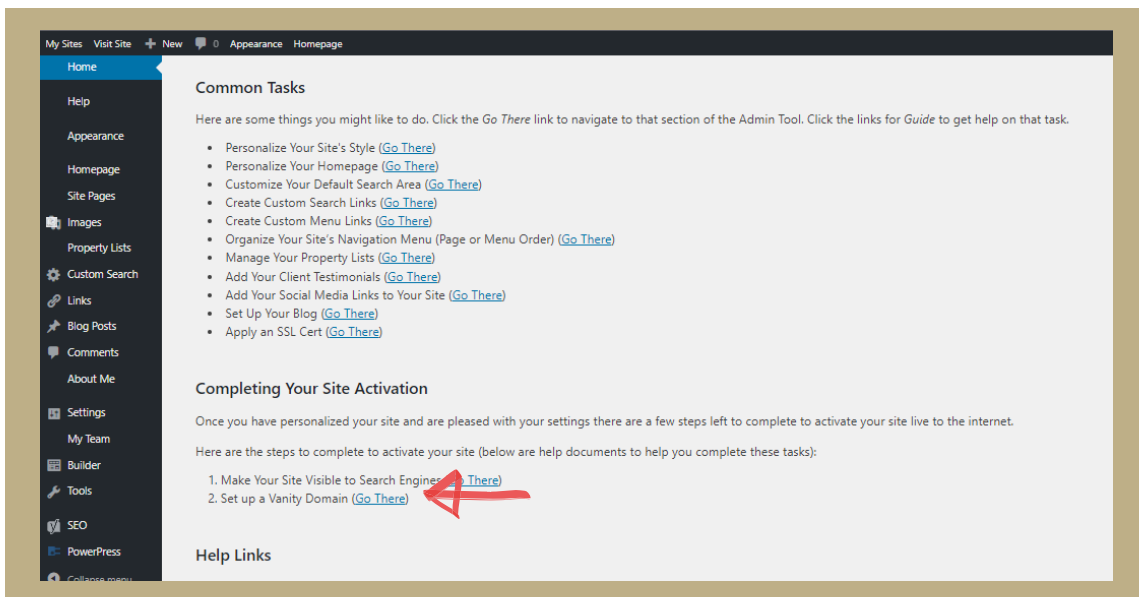 My Sites Visit Site + New 0 Appearance Homepage
Home
Help
Appearance
Homepage
Site Pages
Images
Property Lists
Custom Search
Links
Blog Posts
Comments
About Me
Settings
My Team
Builder
Tools
SEO
PowerPress
Collapse menu
Common Tasks
Here are some things you might like to do. Click the Go There link to navigate to that section of the Admin Tool. Click the links for Guide to get help on that task.
• Personalize Your Site's Style (Go There)
• Personalize Your Homepage (Go There)
• Customize Your Default Search Area (Go There)
• Create Custom Search Links (Go There)
• Create Custom Menu Links (Go There)
• Organize Your Site's Navigation Menu (Page or Menu Order) (Go There)
• Manage Your Property Lists (Go There)
• Add Your Client Testimonials (Go There)
• Add Your Social Media Links to Your Site (Go There)
• Set Up Your Blog (Go There)
• Apply an SSL Cert (Go There)
Completing Your Site Activation
Once you have personalized your site and are pleased with your settings there are a few steps left to complete to activate your site live to the internet.
Here are the steps to complete to activate your site (below are help documents to help you complete these tasks):
1. Make Your Site Visible to Search Engines (Go There)
2. Set up a Vanity Domain (Go There)
Help Links